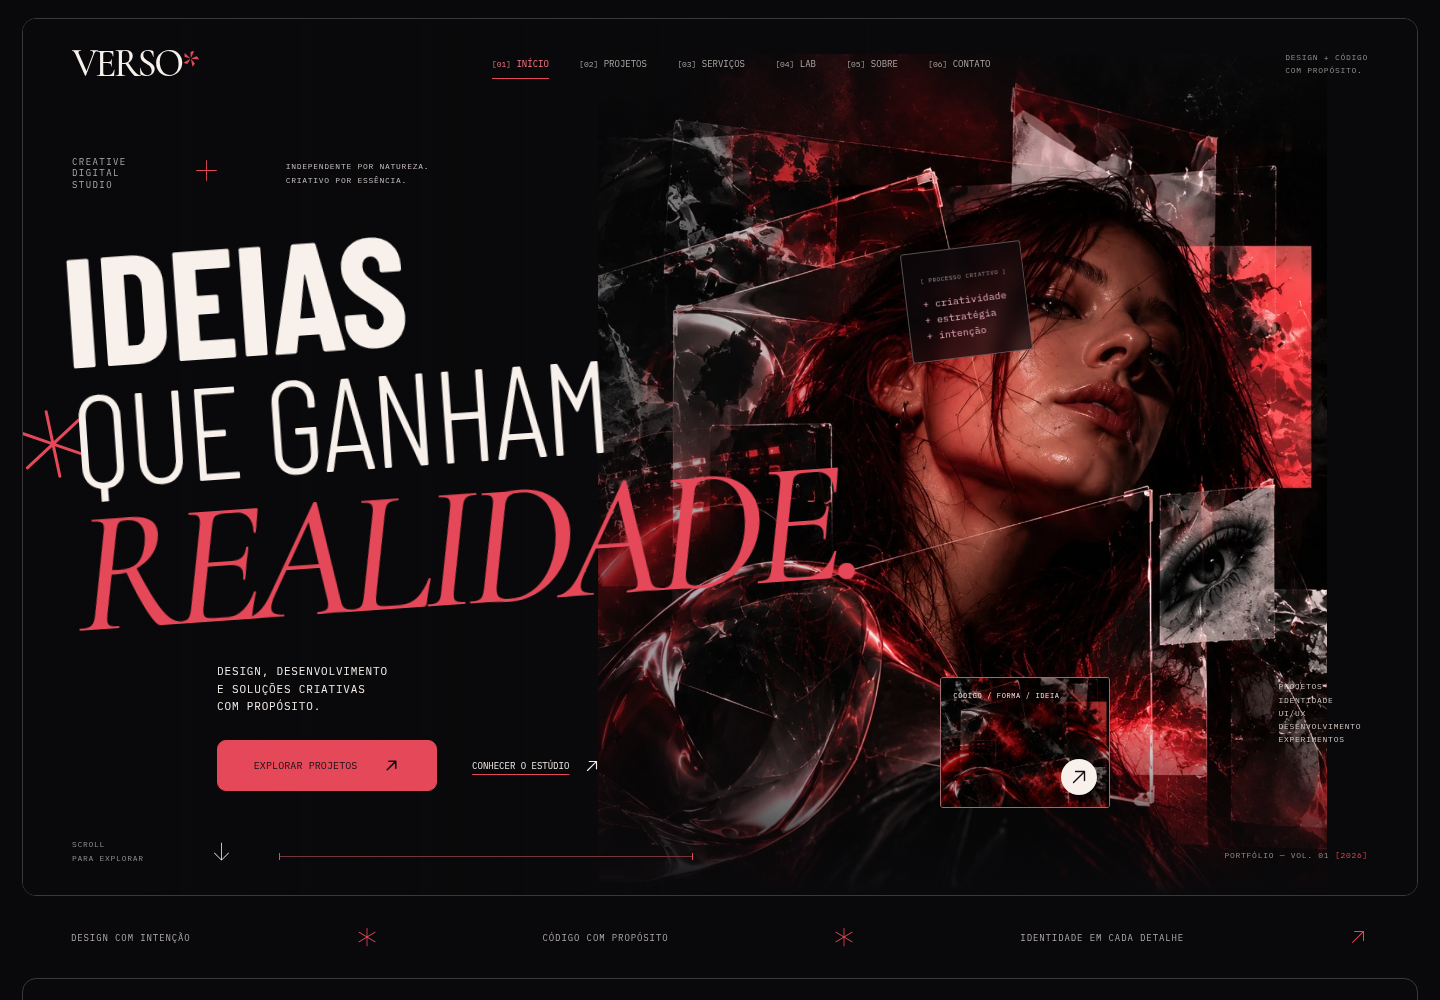 VERSO*
[01] INÍCIO
[02] PROJETOS
[03] SERVIÇOS
[04] LAB
[05] SOBRE
[06] CONTATO
DESIGN + CÓDIGO
COM PROPÓSITO.
CREATIVE
DIGITAL
STUDIO
INDEPENDENTE POR NATUREZA.
CRIATIVO POR ESSÊNCIA.
IDEIAS
QUE GANHAM
REALIDADE.
[ PROCESSO CRIATIVO ]
+ criatividade
+ estratégia
+ intenção
DESIGN, DESENVOLVIMENTO
E SOLUÇÕES CRIATIVAS
COM PROPÓSITO.
EXPLORAR PROJETOS
CONHECER O ESTÚDIO
CÓDIGO / FORMA / IDEIA
PROJETOS
IDENTIDADE
UI/UX
DESENVOLVIMENTO
EXPERIMENTOS
SCROLL
PARA EXPLORAR
PORTFÓLIO — VOL. 01 [2026]
DESIGN COM INTENÇÃO
CÓDIGO COM PROPÓSITO
IDENTIDADE EM CADA DETALHE